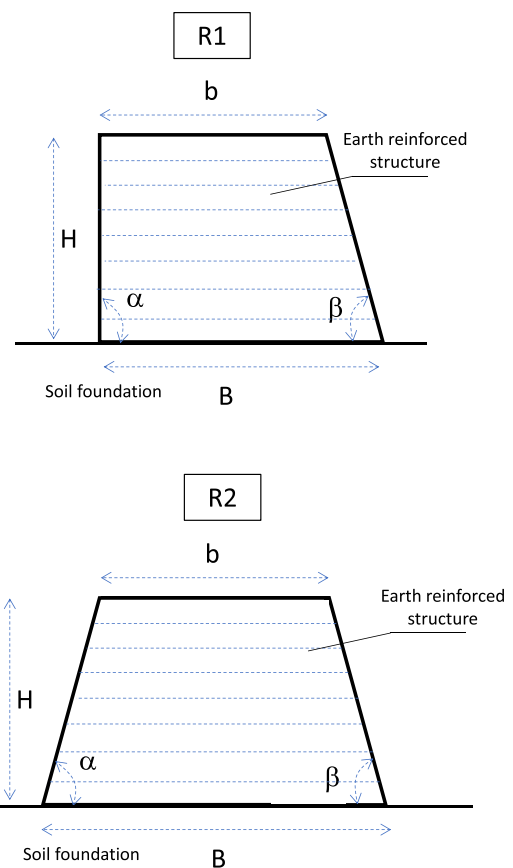 R1
b
Earth reinforced
structure
H
α
β
Soil foundation
B
R2
b
Earth reinforced
structure
H
α
β
Soil foundation
B